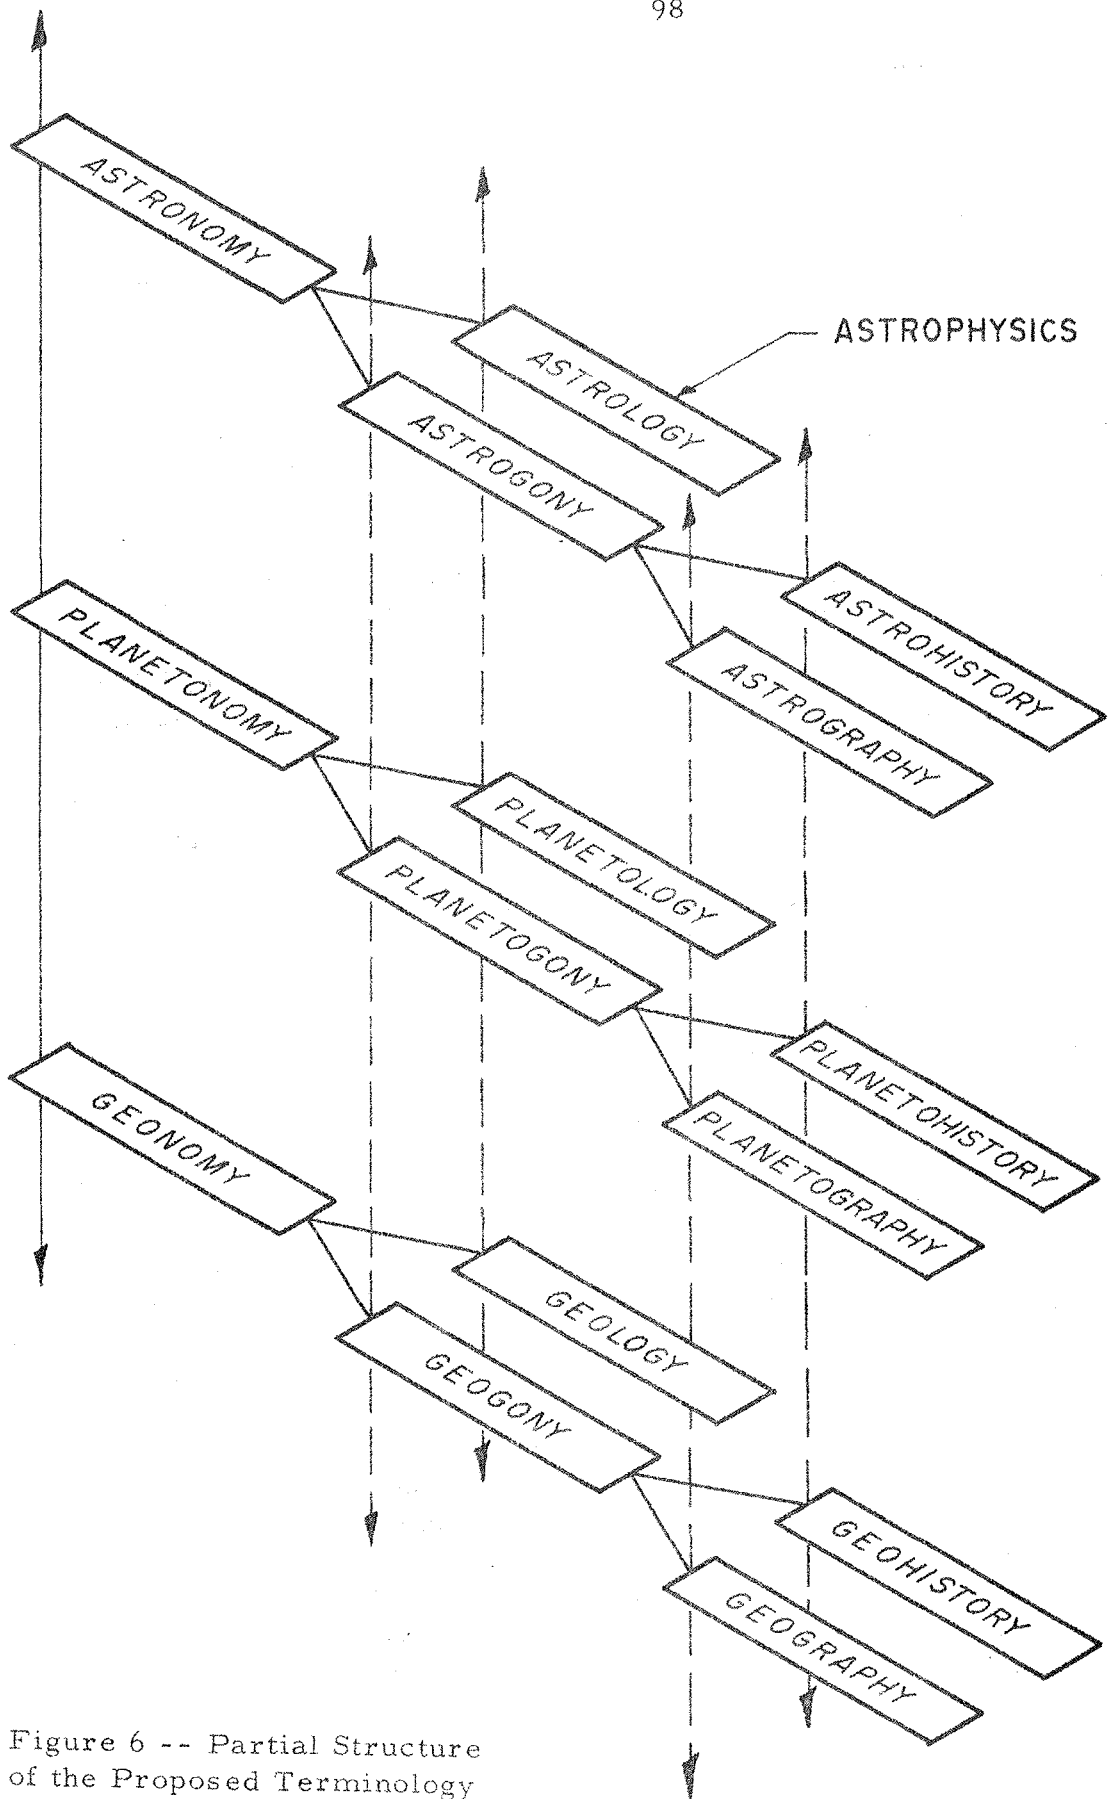 98
ASTRONOMY
ASTROPHYSICS
ASTROLOGY
ASTROGONY
ASTROHISTORY
ASTROGRAPHY
PLANETONOMY
PLANETOLOGY
PLANETOGONY
PLANETOHISTORY
PLANETOGRAPHY
GEONOMY
GEOLOGY
GEOGONY
GEOHISTORY
GEOGRAPHY
Figure 6 -- Partial Structure
of the Proposed Terminology